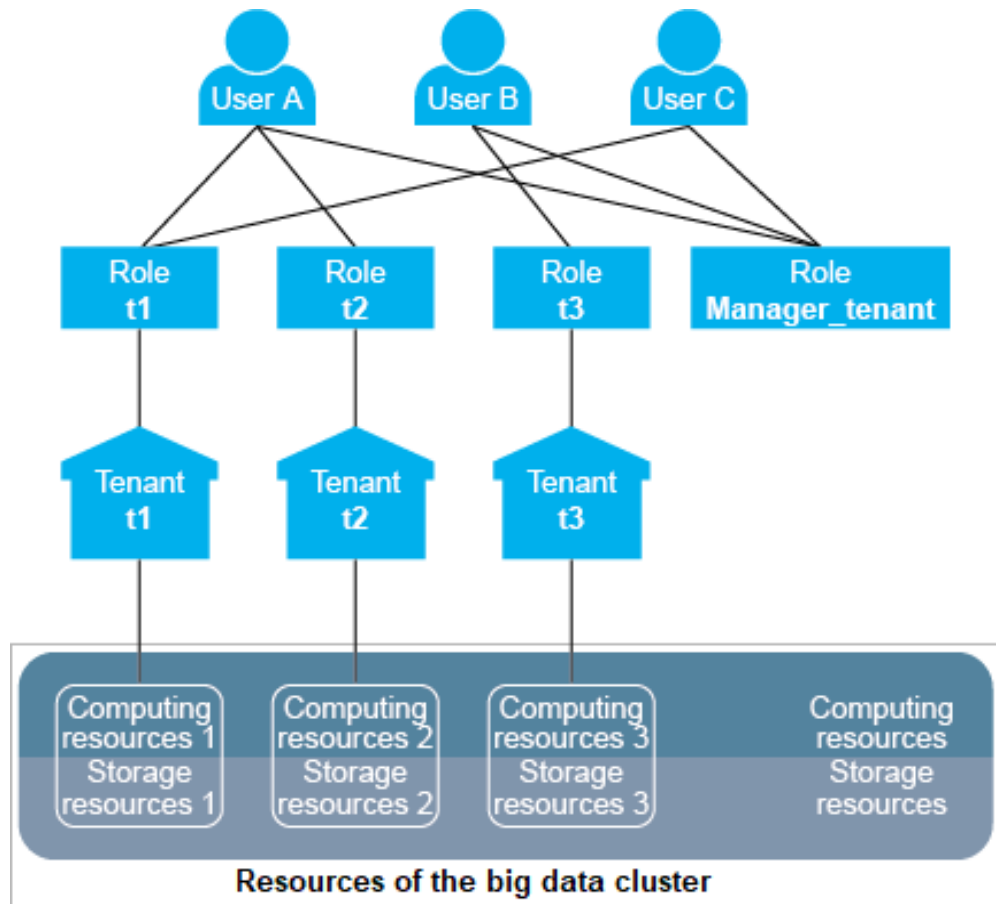 User A
User B
User C
Role
t1
Role
t2
Role
t3
Role
Manager_tenant
Tenant
t1
Tenant
t2
Tenant
t3
Computing
resources 1
Storage
resources 1
Computing
resources 2
Storage
resources 2
Computing
resources 3
Storage
resources 3
Computing
resources
Storage
resources
Resources of the big data cluster